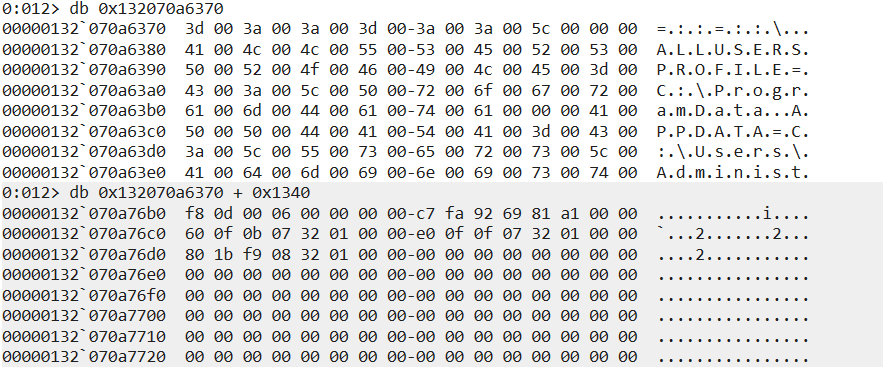 0:012> db 0x132070a6370
00000132`070a6370  3d 00 3a 00 3a 00 3d 00-3a 00 3a 00 5c 00 00 00  =.:.:.=.:.:.\...
00000132`070a6380  41 00 4c 00 4c 00 55 00-53 00 45 00 52 00 53 00  A.L.L.U.S.E.R.S.
00000132`070a6390  50 00 52 00 4f 00 46 00-49 00 4c 00 45 00 3d 00  P.R.O.F.I.L.E.=.
00000132`070a63a0  43 00 3a 00 5c 00 50 00-72 00 6f 00 67 00 72 00  C.:.\.P.r.o.g.r.
00000132`070a63b0  61 00 6d 00 44 00 61 00-74 00 61 00 00 00 41 00  a.m.D.a.t.a...A.
00000132`070a63c0  50 00 50 00 44 00 41 00-54 00 41 00 3d 00 43 00  P.P.D.A.T.A.=.C.
00000132`070a63d0  3a 00 5c 00 55 00 73 00-65 00 72 00 73 00 5c 00  :.\.U.s.e.r.s.\.
00000132`070a63e0  41 00 64 00 6d 00 69 00-6e 00 69 00 73 00 74 00  A.d.m.i.n.i.s.t.
0:012> db 0x132070a6370 + 0x1340
00000132`070a76b0  f8 0d 00 06 00 00 00 00-c7 fa 92 69 81 a1 00 00  ...........i....
00000132`070a76c0  60 0f 0b 07 32 01 00 00-e0 0f 0f 07 32 01 00 00  `...2.......2...
00000132`070a76d0  80 1b f9 08 32 01 00 00-00 00 00 00 00 00 00 00  ....2...........
00000132`070a76e0  00 00 00 00 00 00 00 00-00 00 00 00 00 00 00 00  ................
00000132`070a76f0  00 00 00 00 00 00 00 00-00 00 00 00 00 00 00 00  ................
00000132`070a7700  00 00 00 00 00 00 00 00-00 00 00 00 00 00 00 00  ................
00000132`070a7710  00 00 00 00 00 00 00 00-00 00 00 00 00 00 00 00  ................
00000132`070a7720  00 00 00 00 00 00 00 00-00 00 00 00 00 00 00 00  ................